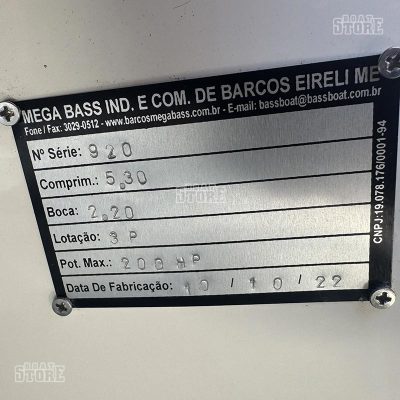 BOAT STORE
MEGA BASS IND. E COM. DE BARCOS EIRELI ME
Fone / Fax: 3029-0512 - www.barcosmegabass.com.br - E-mail: bassboat@bassboat.com.br
Nº Série: 920
Comprim.: 5,30
Boca: 2,20
Lotação: 3 P
Pot. Max.: 200 HP
Data De Fabricação: 10 / 10 / 22
CNPJ:19.078.176/0001-94
BOAT STORE
BOAT STORE